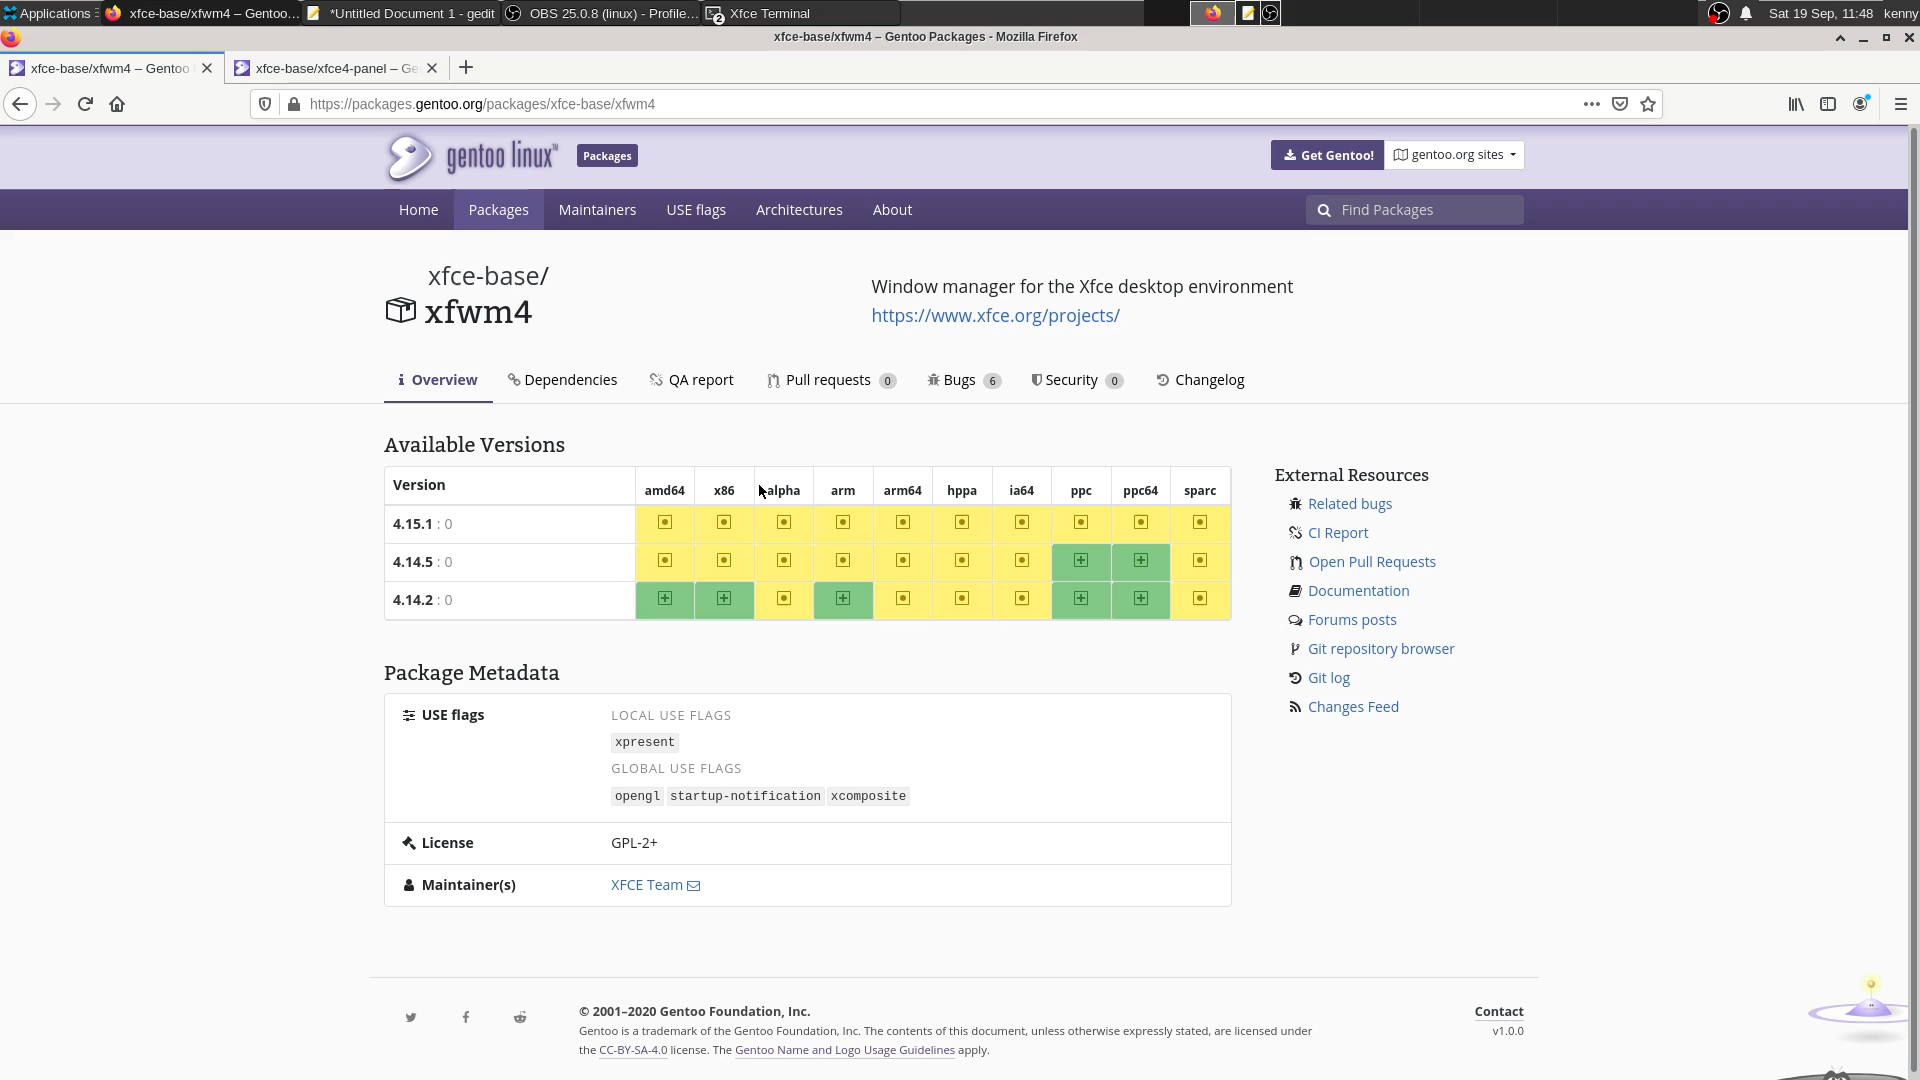 Applications
xfce-base/xfwm4 – Gentoo...
*Untitled Document 1 - gedit
OBS 25.0.8 (linux) - Profile...
2
Xfce Terminal
Sat 19 Sep, 11:48
kenny
xfce-base/xfwm4 – Gentoo Packages - Mozilla Firefox
xfce-base/xfwm4 – Gentoo
xfce-base/xfce4-panel – Ge
https://packages.gentoo.org/packages/xfce-base/xfwm4
gentoo linux™
Packages
Get Gentoo!
gentoo.org sites
Home
Packages
Maintainers
USE flags
Architectures
About
Find Packages
xfce-base/
xfwm4
Window manager for the Xfce desktop environment
https://www.xfce.org/projects/
Overview
Dependencies
QA report
Pull requests 0
Bugs 6
Security 0
Changelog
Available Versions
Version amd64 x86 alpha arm arm64 hppa ia64 ppc ppc64 sparc
4.15.1 : 0
4.14.5 : 0
4.14.2 : 0
External Resources
Related bugs
CI Report
Open Pull Requests
Documentation
Forums posts
Git repository browser
Git log
Changes Feed
Package Metadata
USE flags
LOCAL USE FLAGS
xpresent
GLOBAL USE FLAGS
opengl startup-notification xcomposite
License GPL-2+
Maintainer(s) XFCE Team
© 2001–2020 Gentoo Foundation, Inc.
Gentoo is a trademark of the Gentoo Foundation, Inc. The contents of this document, unless otherwise expressly stated, are licensed under
the CC-BY-SA-4.0 license. The Gentoo Name and Logo Usage Guidelines apply.
Contact
v1.0.0